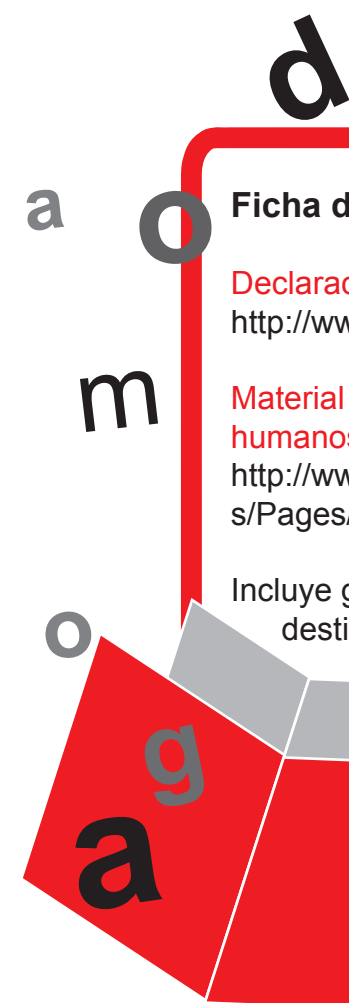 d
a
o
Ficha d
Declarac
http://ww
m
Material
humanos
http://ww
s/Pages/
Incluye g
desti
o
g
a